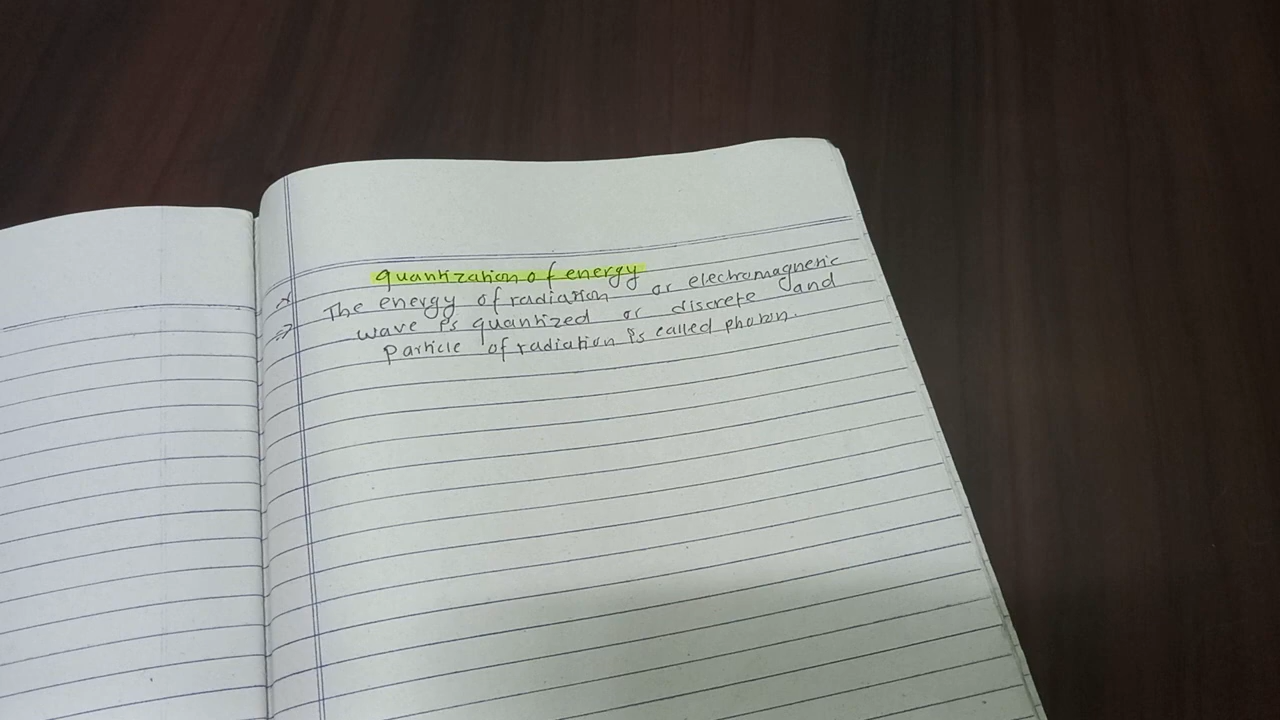 quantization of energy
The energy of radiation or electromagneric
wave is quantized or discrete and
particle of radiation is called photon.